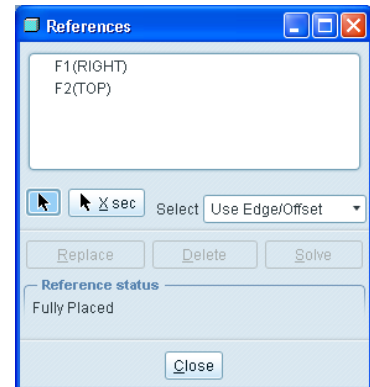 References
F1(RIGHT)
F2(TOP)
X sec Select Use Edge/Offset
Replace Delete Solve
Reference status
Fully Placed
Close